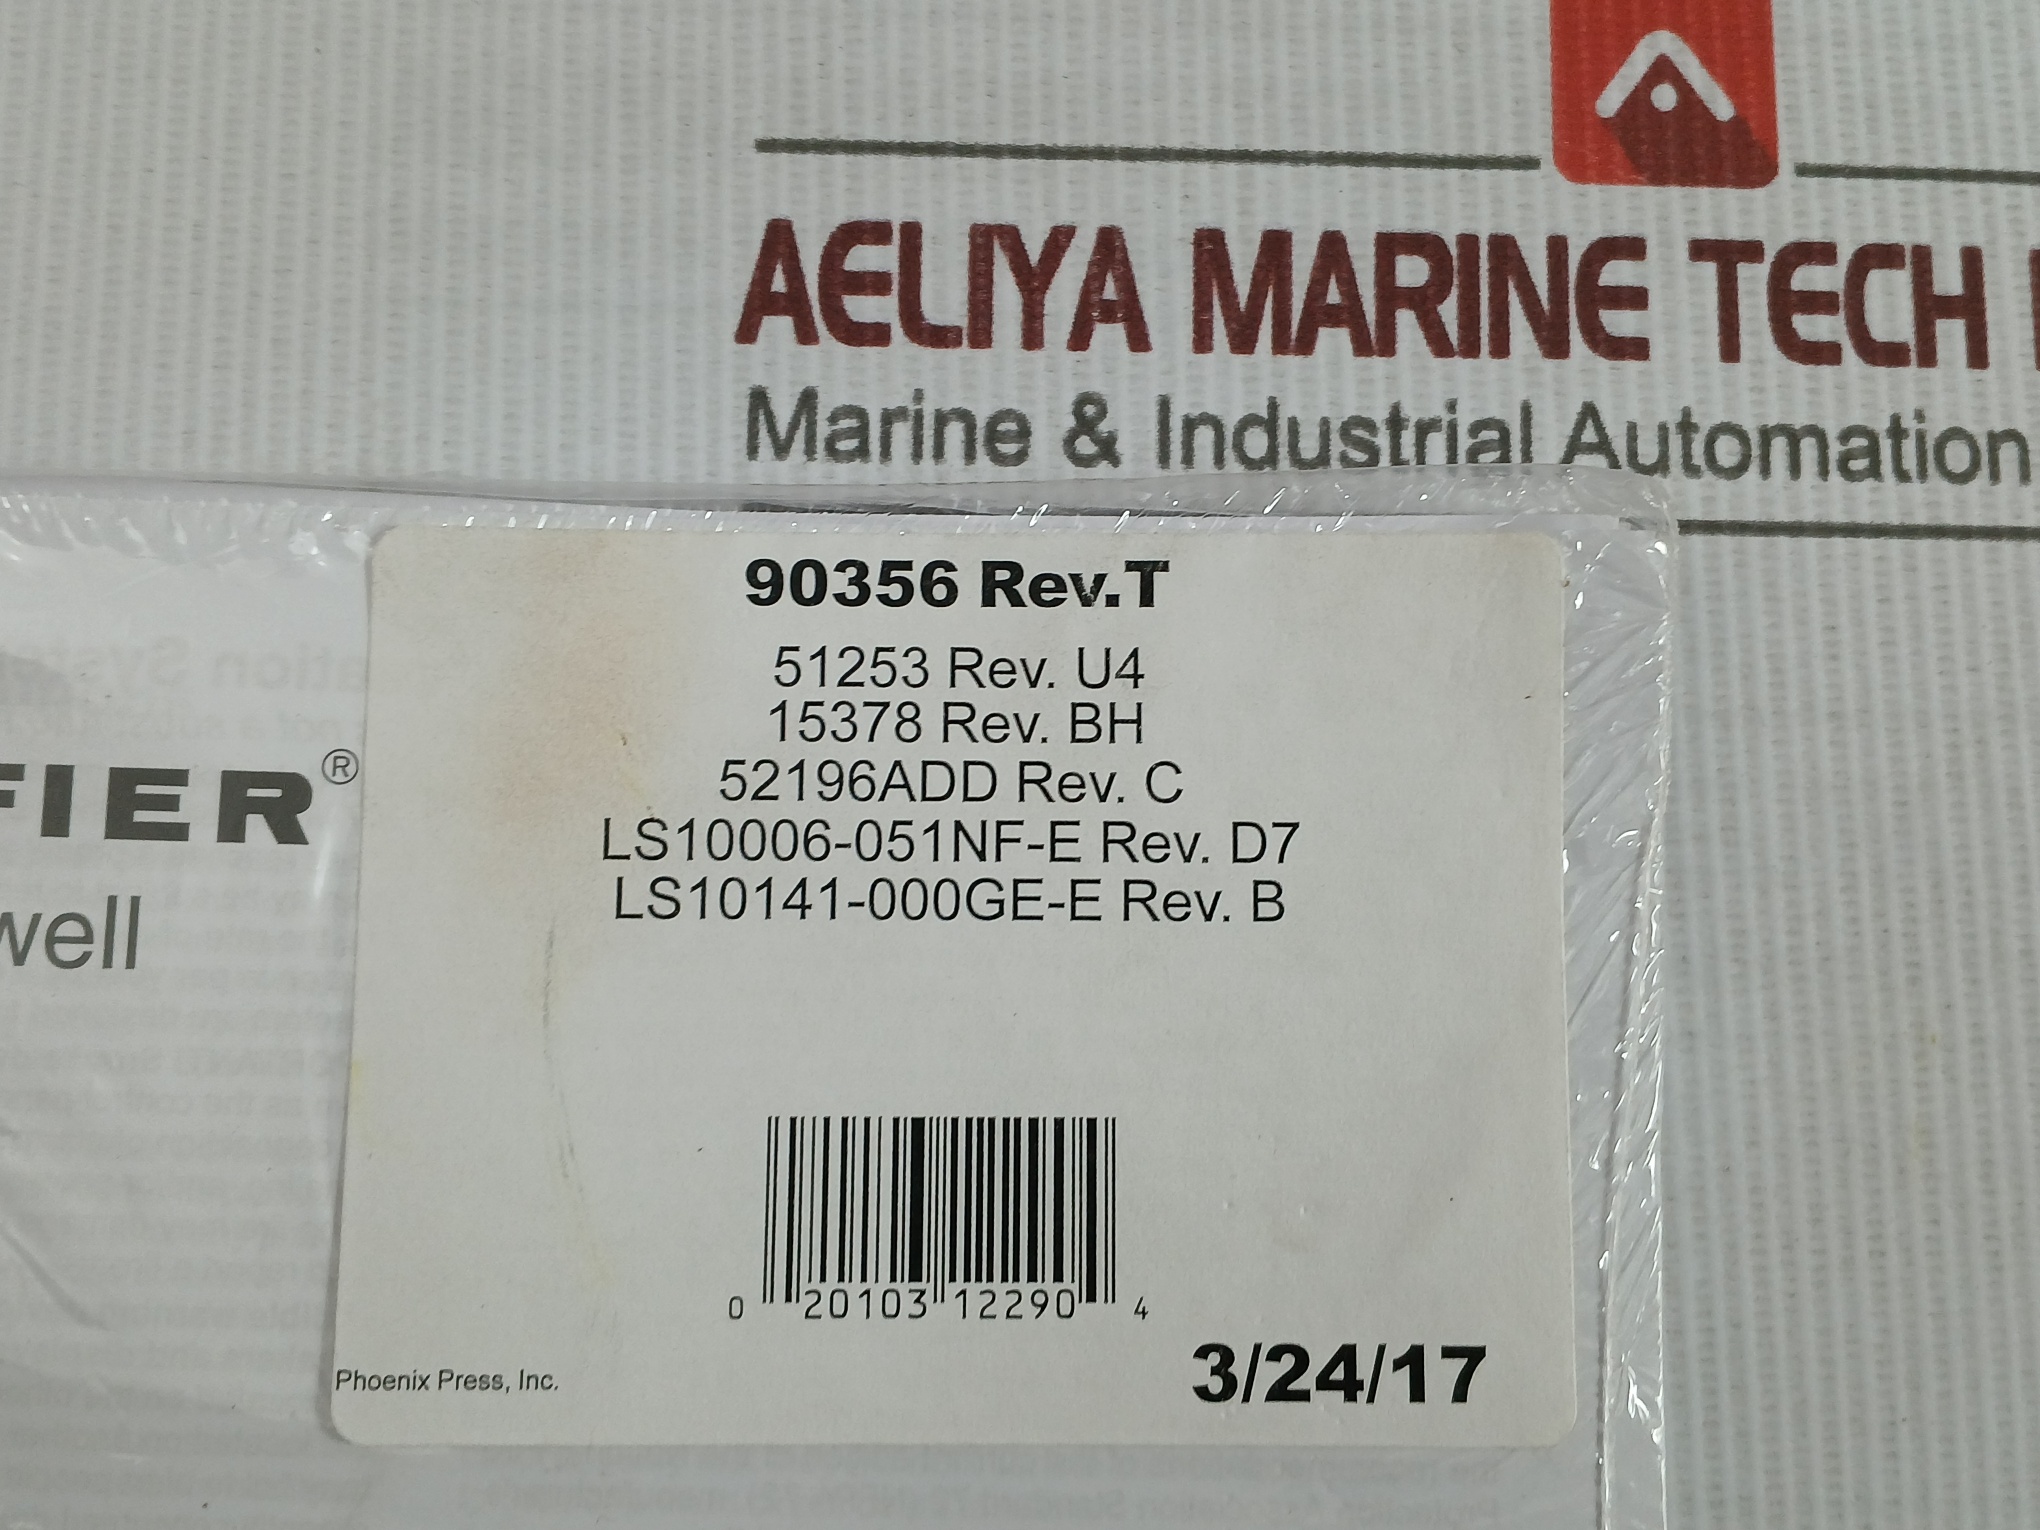 AELIYA MARINE TECH
Marine & Industrial Automation
90356 Rev.T
51253 Rev. U4
15378 Rev. BH
52196ADD Rev. C
LS10006-051NF-E Rev. D7
LS10141-000GE-E Rev. B
FIER®
well
0 20103 12290 4
3/24/17
Phoenix Press, Inc.